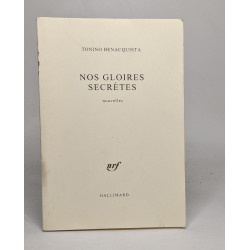 TONINO BENACQUISTA
NOS GLOIRES
SECRÈTES
nouvelles
nrf
GALLIMARD